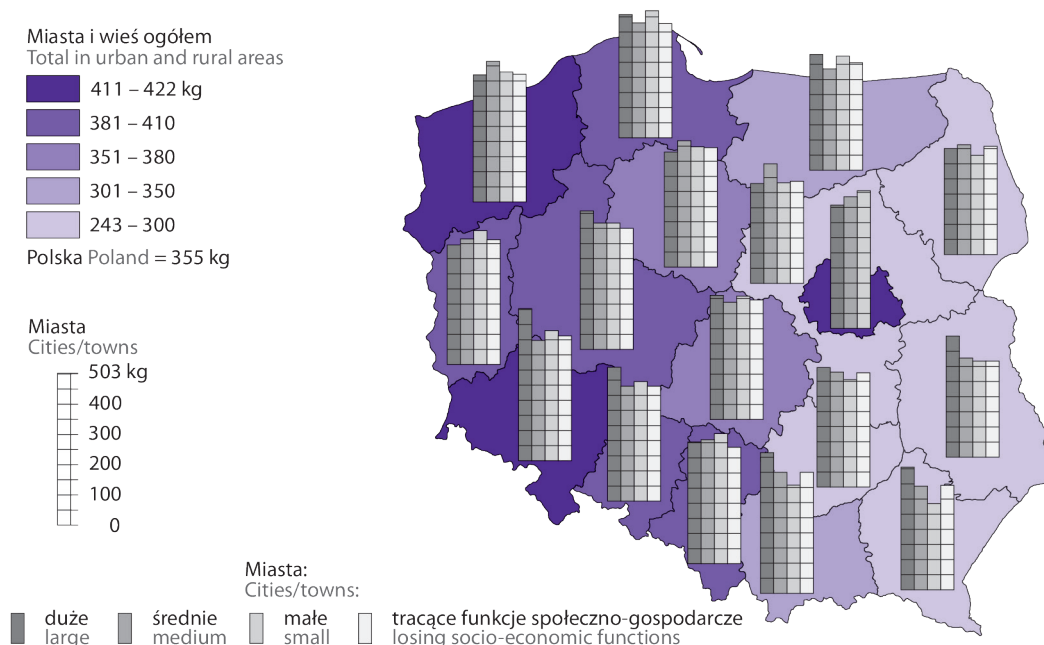 Miasta i wieś ogółem
Total in urban and rural areas
411 – 422 kg
381 – 410
351 – 380
301 – 350
243 – 300
Polska Poland = 355 kg
Miasta
Cities/towns
503 kg
400
300
200
100
0
Miasta:
Cities/towns:
duże średnie małe tracące funkcje społeczno-gospodarcze
large medium small losing socio-economic functions